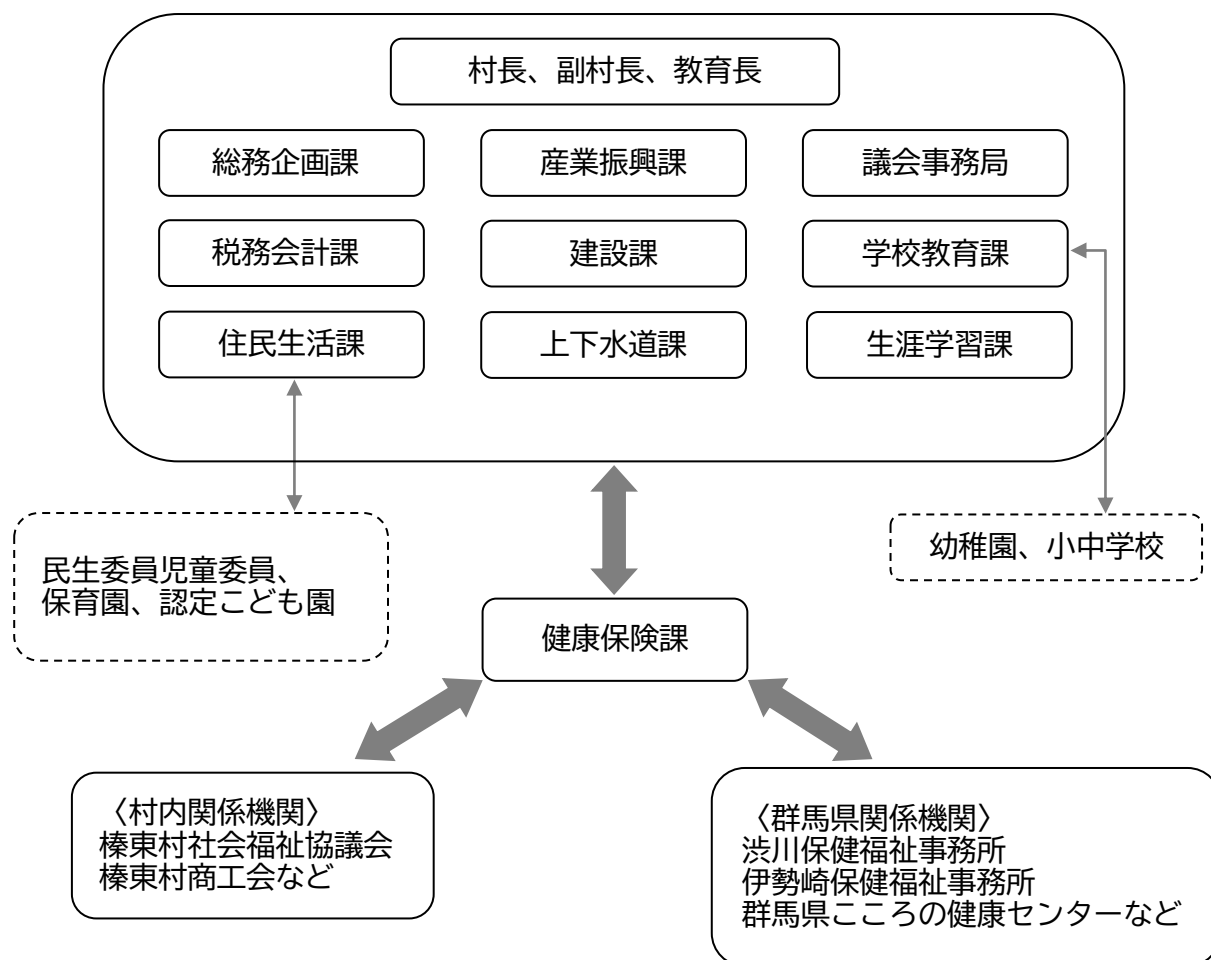 村長、副村長、教育長
総務企画課
産業振興課
議会事務局
税務会計課
建設課
学校教育課
住民生活課
上下水道課
生涯学習課
民生委員児童委員、
保育園、認定こども園
幼稚園、小中学校
健康保険課
〈村内関係機関〉
榛東村社会福祉協議会
榛東村商工会など
〈群馬県関係機関〉
渋川保健福祉事務所
伊勢崎保健福祉事務所
群馬県こころの健康センターなど